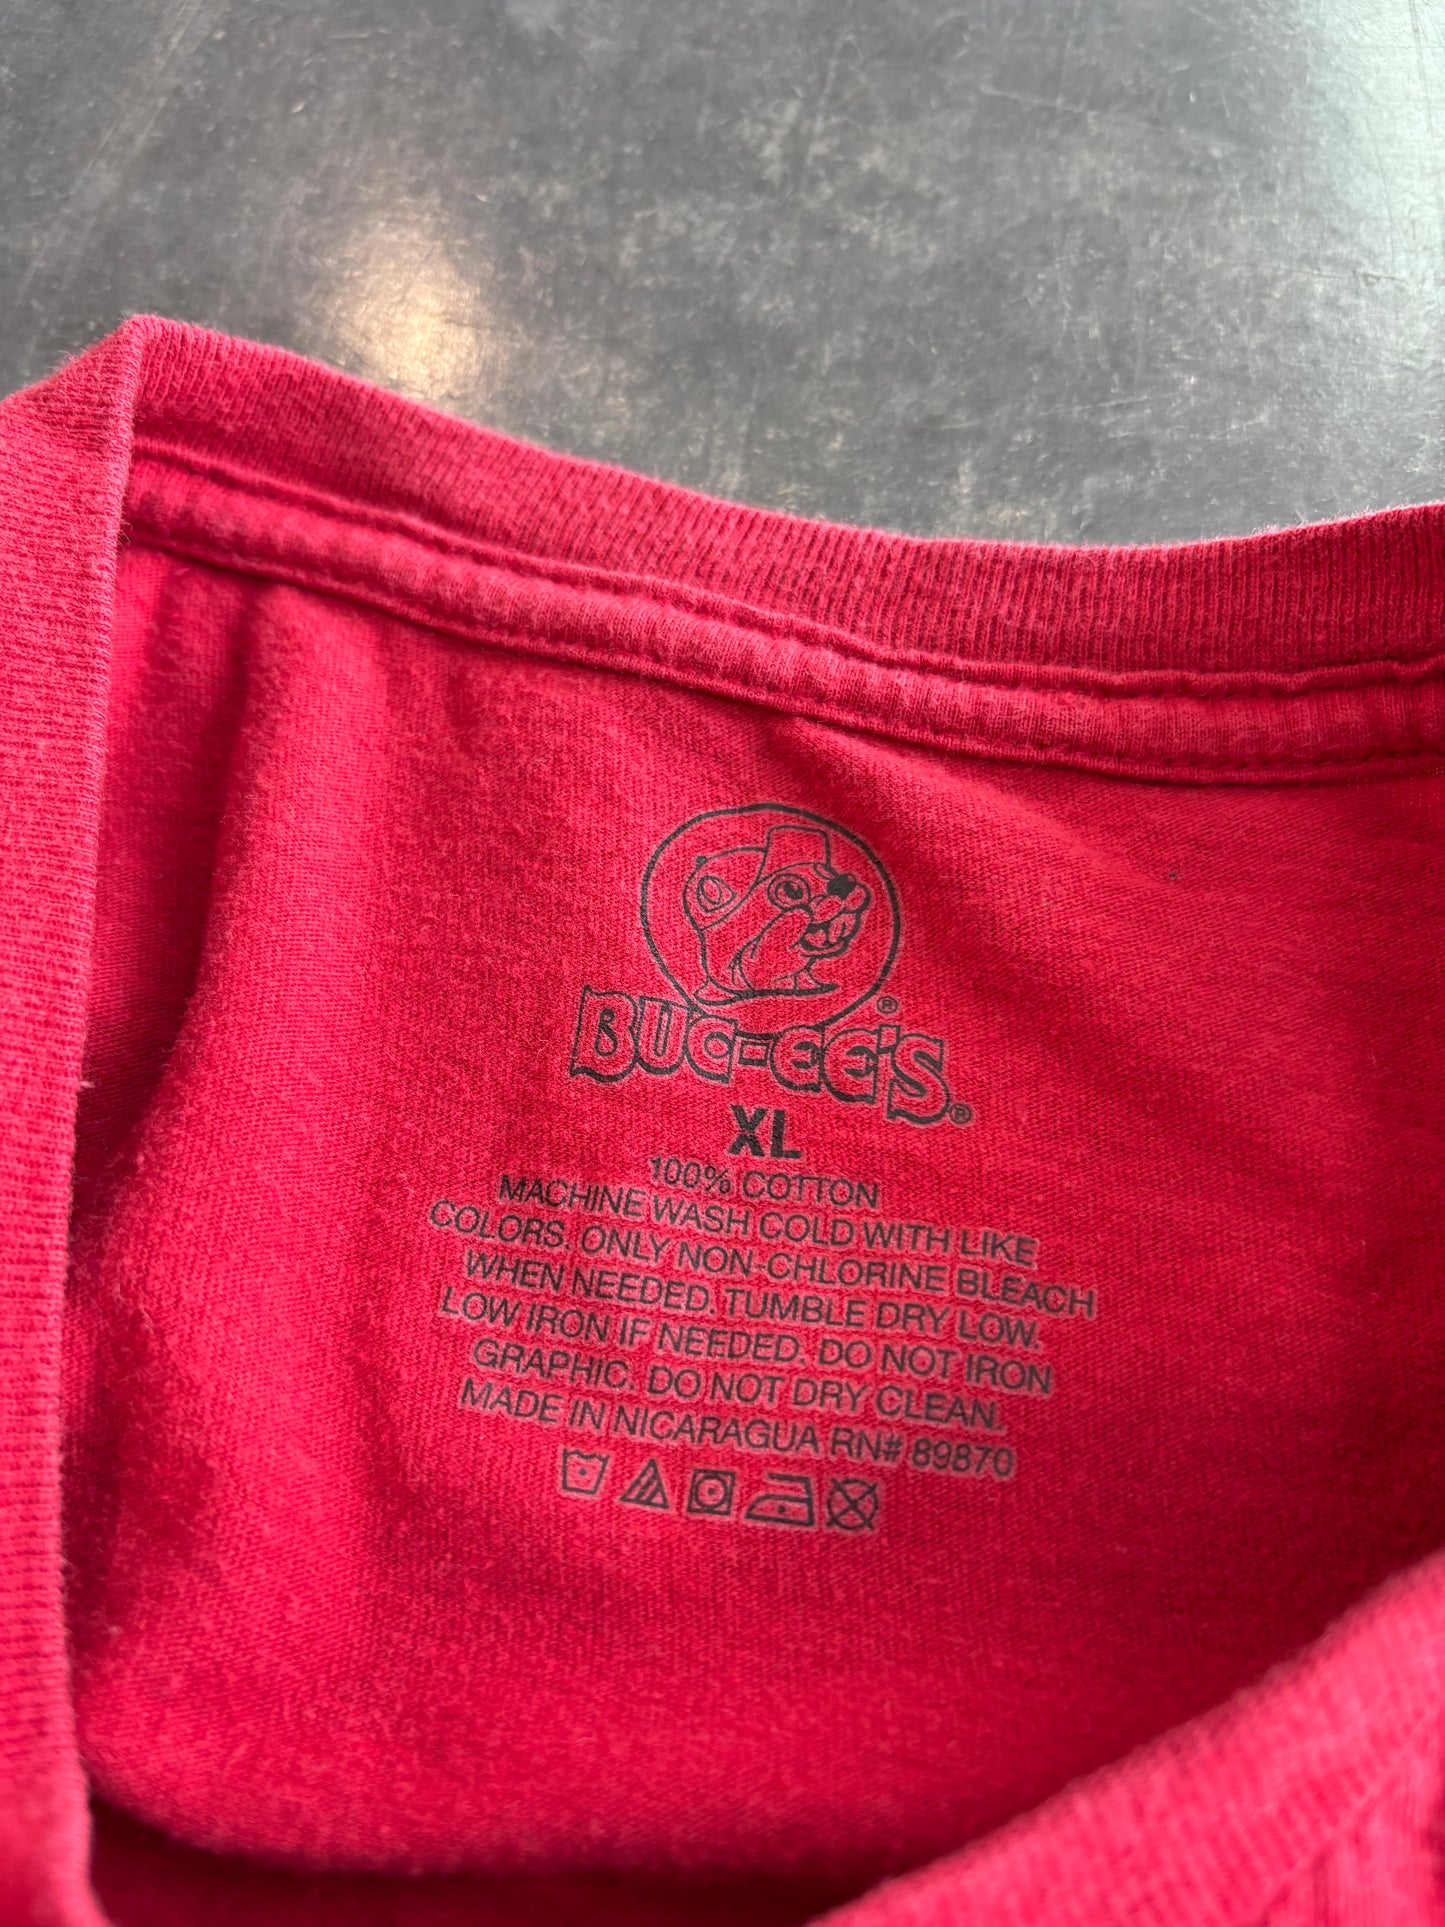 ®
BUC-EE'S®
XL
100% COTTON
MACHINE WASH COLD WITH LIKE
COLORS. ONLY NON-CHLORINE BLEACH
WHEN NEEDED. TUMBLE DRY LOW.
LOW IRON IF NEEDED. DO NOT IRON
GRAPHIC. DO NOT DRY CLEAN.
MADE IN NICARAGUA RN# 89870